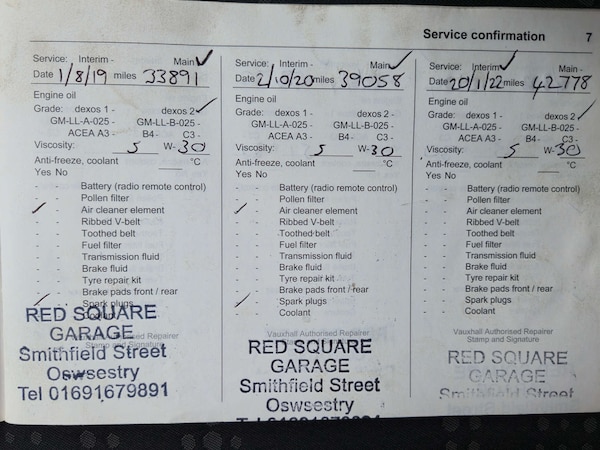 Service confirmation 7
Service: Interim - Main ✓
Date 1/8/19 miles 33891
Engine oil
Grade: dexos 1 - dexos 2 ✓
GM-LL-A-025 - GM-LL-B-025 -
ACEA A3 - B4 - C3 -
Viscosity: 5 W- 30
Anti-freeze, coolant °C
Yes No
- - Battery (radio remote control)
- - Pollen filter
✓ - Air cleaner element
- - Ribbed V-belt
- - Toothed belt
- - Fuel filter
- - Transmission fluid
- - Brake fluid
- - Tyre repair kit
- - Brake pads front / rear
✓ - Spark plugs
RED SQUARE
GARAGE
Smithfield Street
Oswsestry
Tel 01691679891
Service: Interim - Main ✓
Date 2/10/20 miles 39058
Engine oil
Grade: dexos 1 - dexos 2 -
GM-LL-A-025 - GM-LL-B-025 -
ACEA A3 - B4 - C3 -
Viscosity: 5 W- 30
Anti-freeze, coolant °C
Yes No
- - Battery (radio remote control)
- - Pollen filter
✓ - Air cleaner element
- - Ribbed V-belt
- - Toothed belt
- - Fuel filter
- - Transmission fluid
- - Brake fluid
- - Tyre repair kit
- - Brake pads front / rear
✓ - Spark plugs
- - Coolant
Vauxhall Authorised Repairer
RED SQUARE
GARAGE
Smithfield Street
Oswsestry
Service: Interim ✓ Main -
Date 20/1/22 miles 42778
Engine oil
Grade: dexos 1 - dexos 2 ✓
GM-LL-A-025 - GM-LL-B-025 -
ACEA A3 - B4 - C3 -
Viscosity: 5 W- 30
Anti-freeze, coolant °C
Yes No
- - Battery (radio remote control)
- - Pollen filter
- - Air cleaner element
- - Ribbed V-belt
- - Toothed belt
- - Fuel filter
- - Transmission fluid
- - Brake fluid
- - Tyre repair kit
- - Brake pads front / rear
- - Spark plugs
- - Coolant
Vauxhall Authorised Repairer
Stamp and Signature
RED SQUARE
GARAGE
Smithfield Street